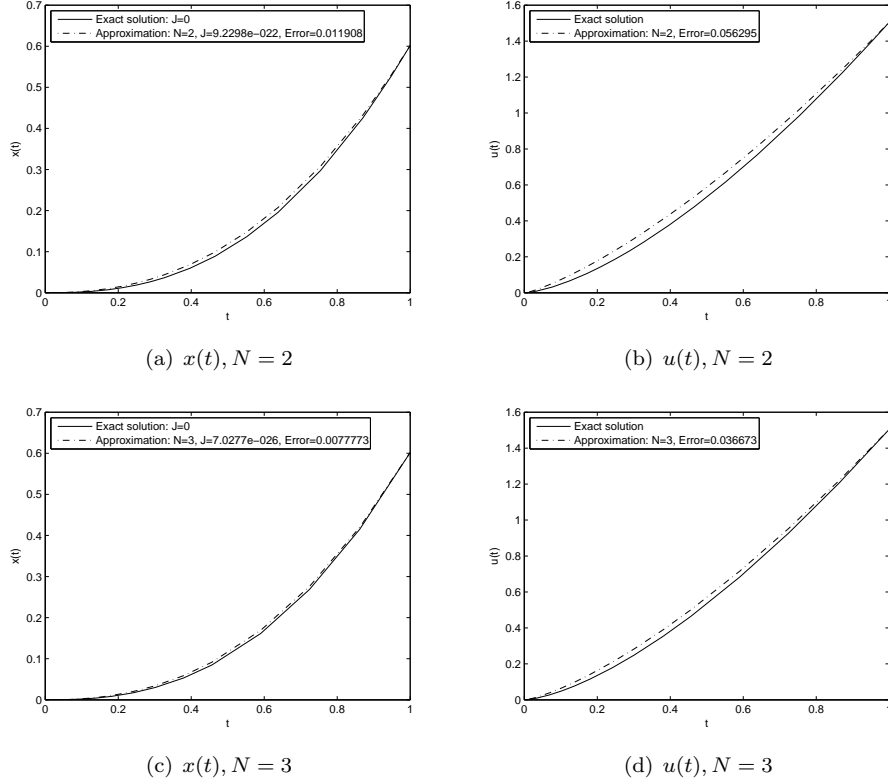 Exact solution: J=0
Approximation: N=2, J=9.2298e-022, Error=0.011908
0.7
0.6
0.5
0.4
0.3
0.2
0.1
0
x(t)
0
0.2
0.4
0.6
0.8
1
t
(a) x(t), N = 2
Exact solution
Approximation: N=2, Error=0.056295
1.6
1.4
1.2
1
0.8
0.6
0.4
0.2
0
u(t)
0
0.2
0.4
0.6
0.8
1
t
(b) u(t), N = 2
Exact solution: J=0
Approximation: N=3, J=7.0277e-026, Error=0.0077773
0.7
0.6
0.5
0.4
0.3
0.2
0.1
0
x(t)
0
0.2
0.4
0.6
0.8
1
t
(c) x(t), N = 3
Exact solution
Approximation: N=3, Error=0.036673
1.6
1.4
1.2
1
0.8
0.6
0.4
0.2
0
u(t)
0
0.2
0.4
0.6
0.8
1
t
(d) u(t), N = 3